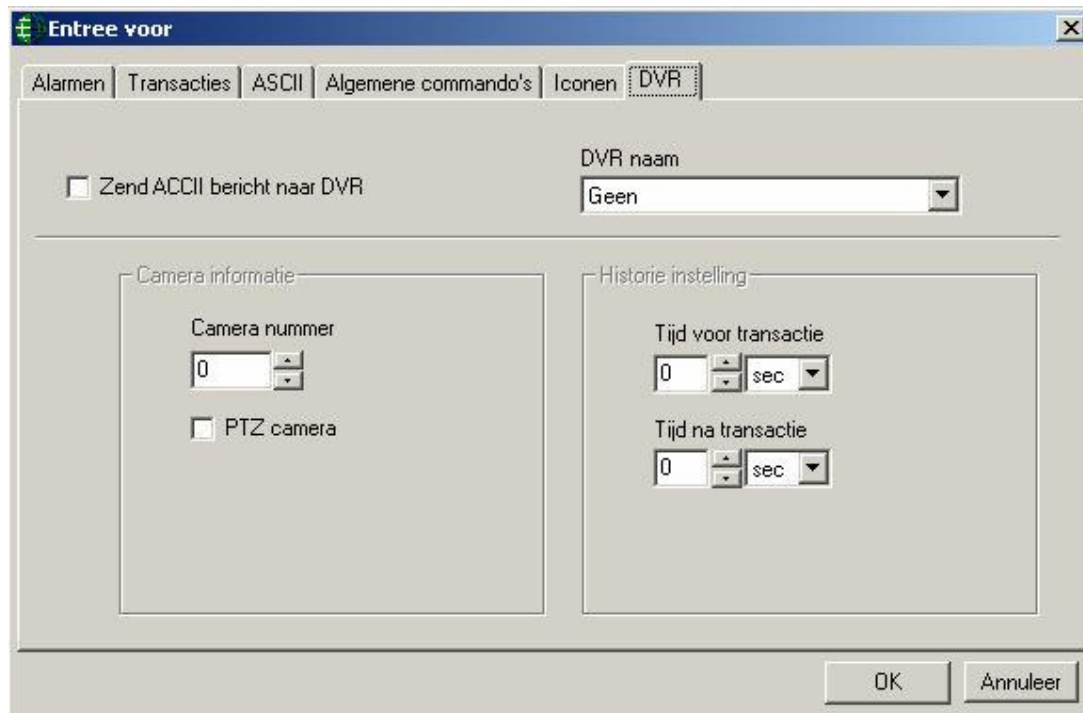 Entree voor
Alarmen
Transacties
ASCII
Algemene commando's
Iconen
DVR
Zend ACCII bericht naar DVR
DVR naam
Geen
Camera informatie
Camera nummer
0
PTZ camera
Historie instelling
Tijd voor transactie
0 sec
Tijd na transactie
0 sec
OK
Annuleer